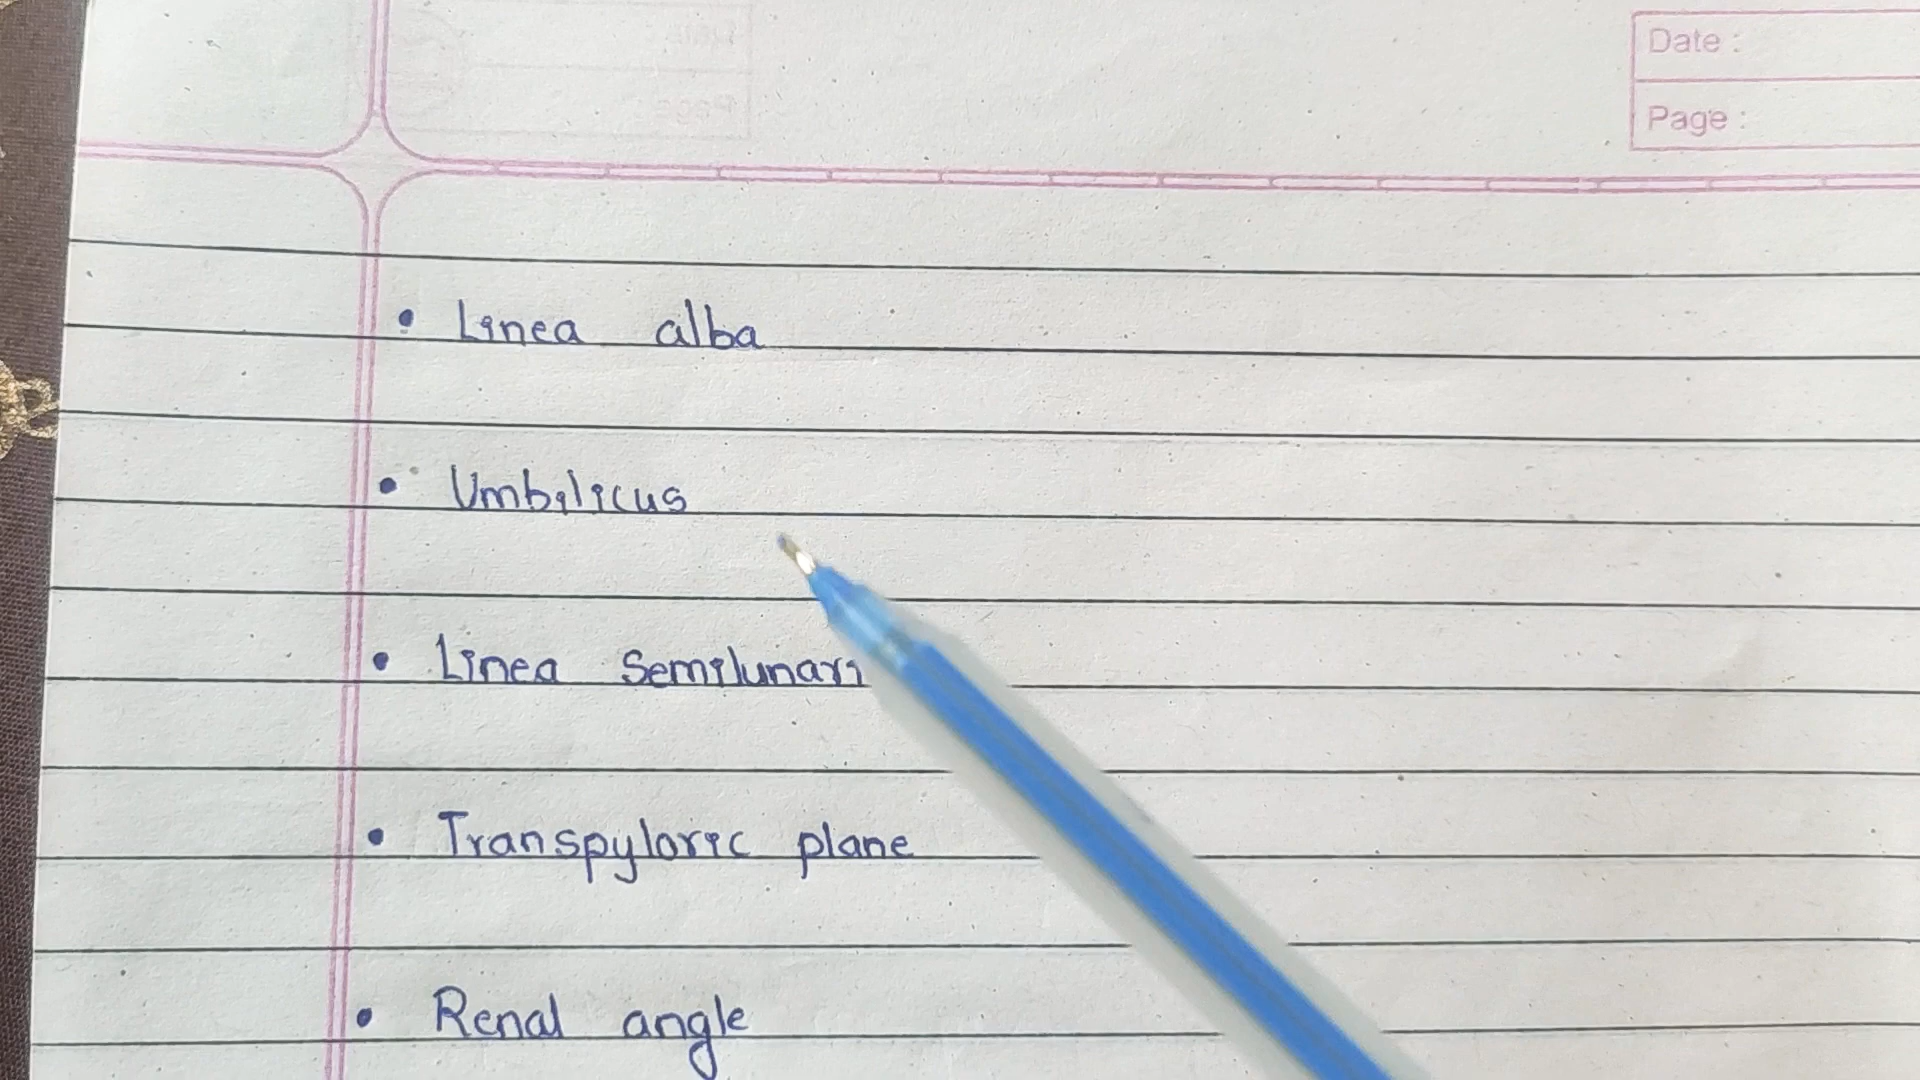 Date :
Page :
• Linea alba
• Umbilicus
• Linea Semilunari
• Transpyloric plane
• Renal angle